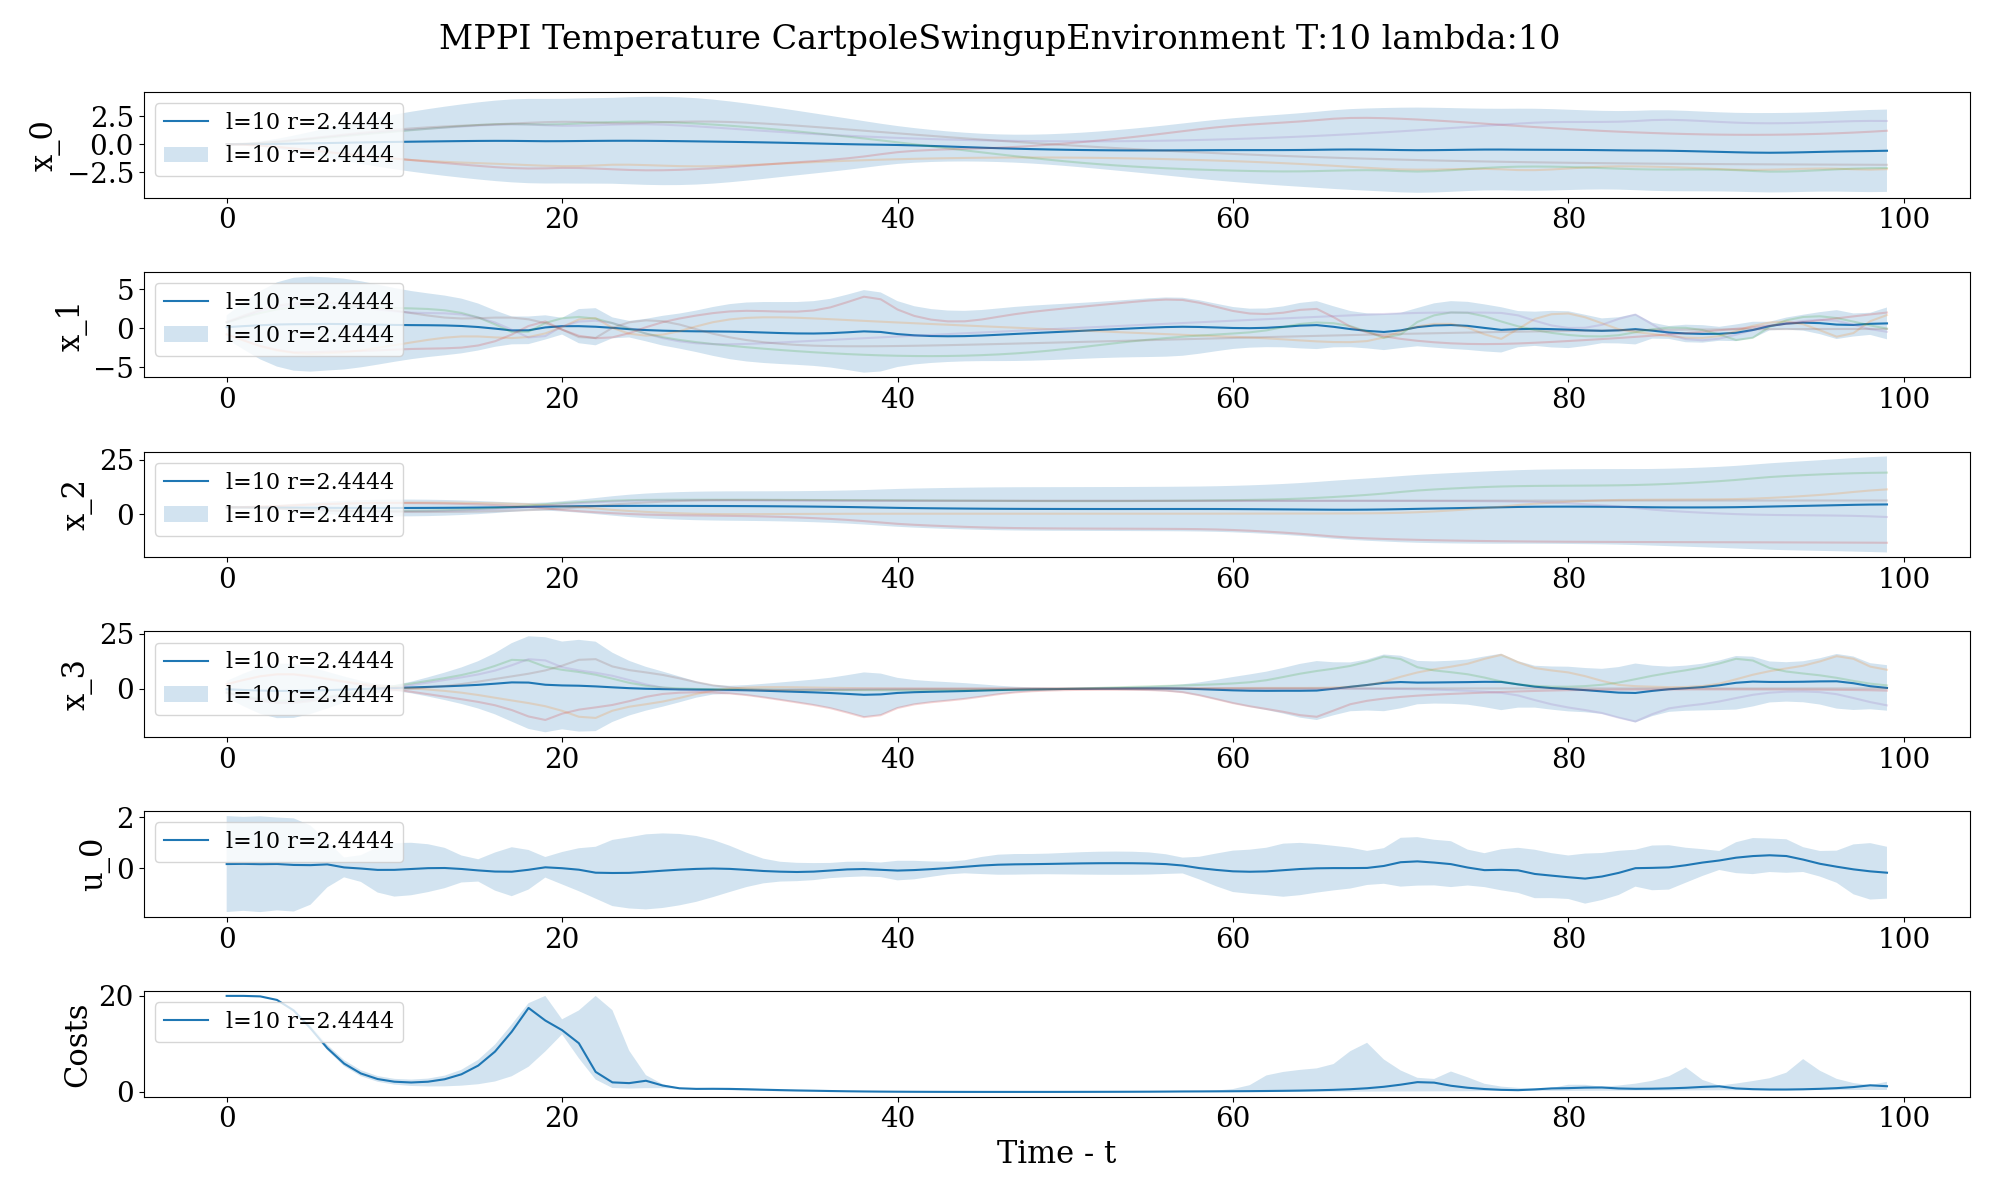 MPPI Temperature CartpoleSwingupEnvironment T:10 lambda:10
x_0
2.5
0.0
−2.5
l=10 r=2.4444
l=10 r=2.4444
0 20 40 60 80 100
x_1
5
0
−5
l=10 r=2.4444
l=10 r=2.4444
0 20 40 60 80 100
x_2
25
0
l=10 r=2.4444
l=10 r=2.4444
0 20 40 60 80 100
x_3
25
0
l=10 r=2.4444
l=10 r=2.4444
0 20 40 60 80 100
u_0
2
0
l=10 r=2.4444
0 20 40 60 80 100
Costs
20
0
l=10 r=2.4444
0 20 40 60 80 100
Time - t